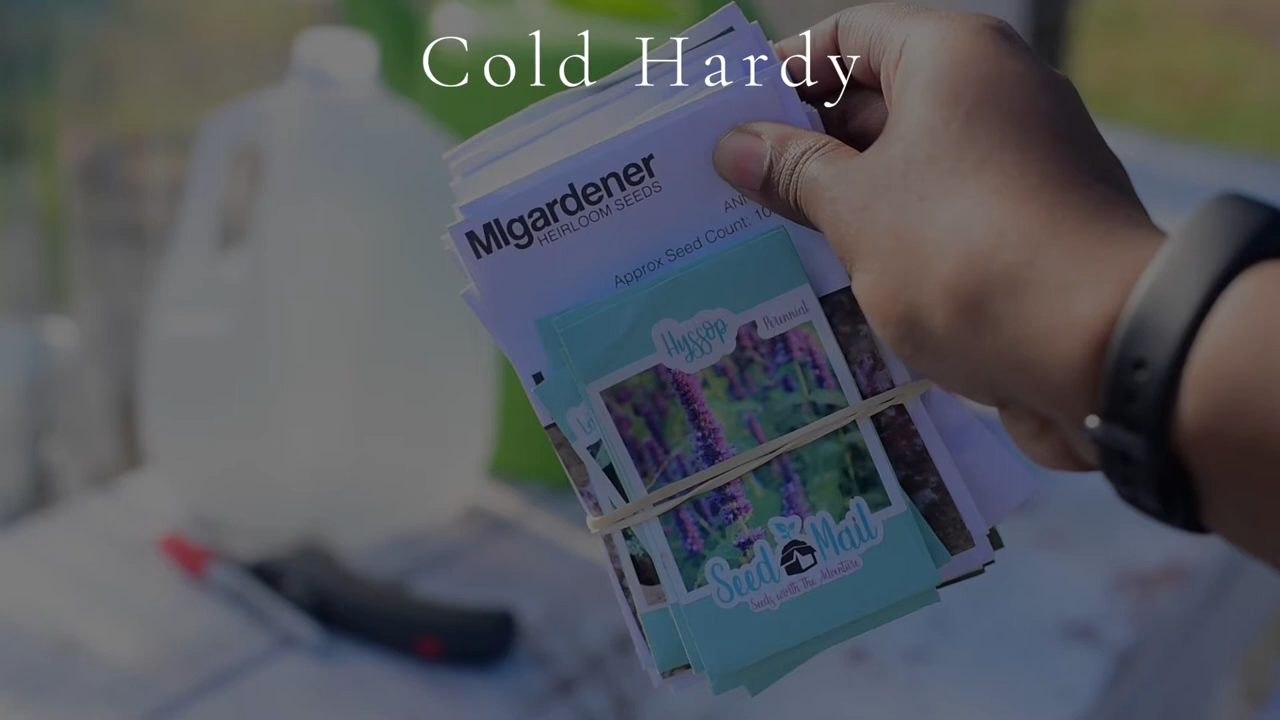 Cold Hardy
MIgardener
HEIRLOOM SEEDS
Approx Seed Count: 10
Hyssop
Perennial
Seed Mail
Seeds worth the Adventure